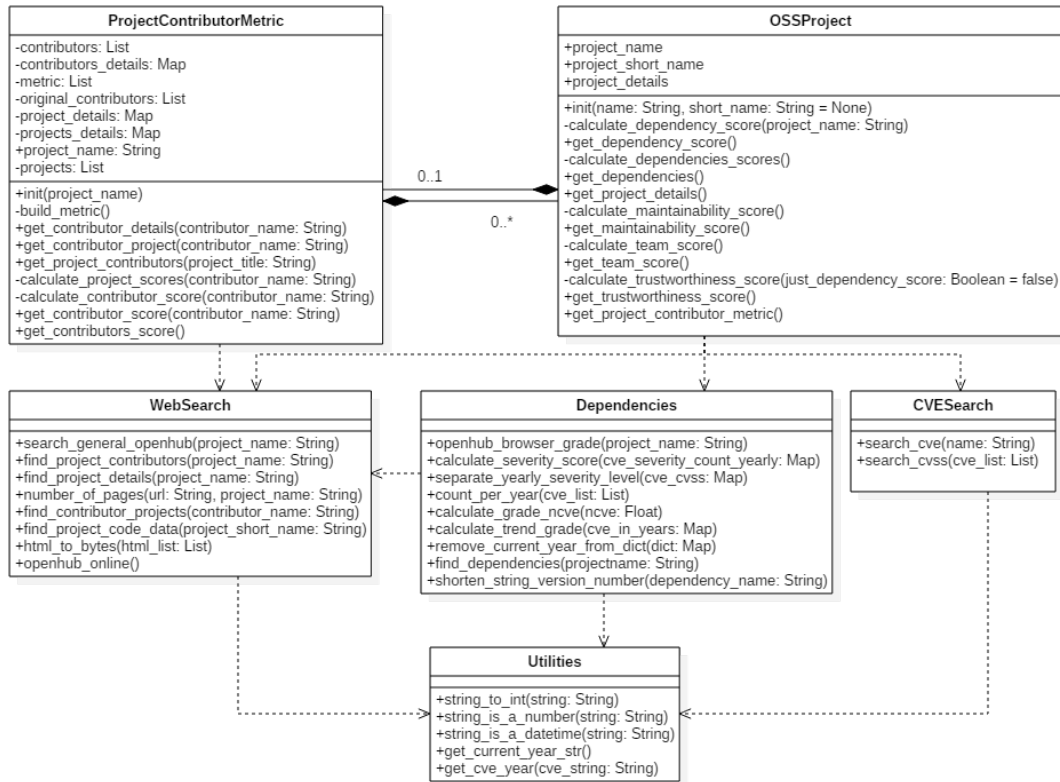 ProjectContributorMetric
-contributors: List
-contributors_details: Map
-metric: List
-original_contributors: List
-project_details: Map
-projects_details: Map
+project_name: String
-projects: List
+init(project_name)
-build_metric()
+get_contributor_details(contributor_name: String)
+get_contributor_project(contributor_name: String)
+get_project_contributors(project_title: String)
-calculate_project_scores(contributor_name: String)
-calculate_contributor_score(contributor_name: String)
+get_contributor_score(contributor_name: String)
+get_contributors_score()
0..1
0..*
OSSProject
+project_name
+project_short_name
+project_details
+init(name: String, short_name: String = None)
-calculate_dependency_score(project_name: String)
+get_dependency_score()
-calculate_dependencies_scores()
+get_dependencies()
+get_project_details()
-calculate_maintainability_score()
+get_maintainability_score()
-calculate_team_score()
+get_team_score()
-calculate_trustworthiness_score(just_dependency_score: Boolean = false)
+get_trustworthiness_score()
+get_project_contributor_metric()
WebSearch
+search_general_openhub(project_name: String)
+find_project_contributors(project_name: String)
+find_project_details(project_name: String)
+number_of_pages(url: String, project_name: String)
+find_contributor_projects(contributor_name: String)
+find_project_code_data(project_short_name: String)
+html_to_bytes(html_list: List)
+openhub_online()
Dependencies
+openhub_browser_grade(project_name: String)
+calculate_severity_score(cve_severity_count_yearly: Map)
+separate_yearly_severity_level(cve_cvss: Map)
+count_per_year(cve_list: List)
+calculate_grade_ncve(ncve: Float)
+calculate_trend_grade(cve_in_years: Map)
+remove_current_year_from_dict(dict: Map)
+find_dependencies(projectname: String)
+shorten_string_version_number(dependency_name: String)
CVESearch
+search_cve(name: String)
+search_cvss(cve_list: List)
Utilities
+string_to_int(string: String)
+string_is_a_number(string: String)
+string_is_a_datetime(string: String)
+get_current_year_str()
+get_cve_year(cve_string: String)